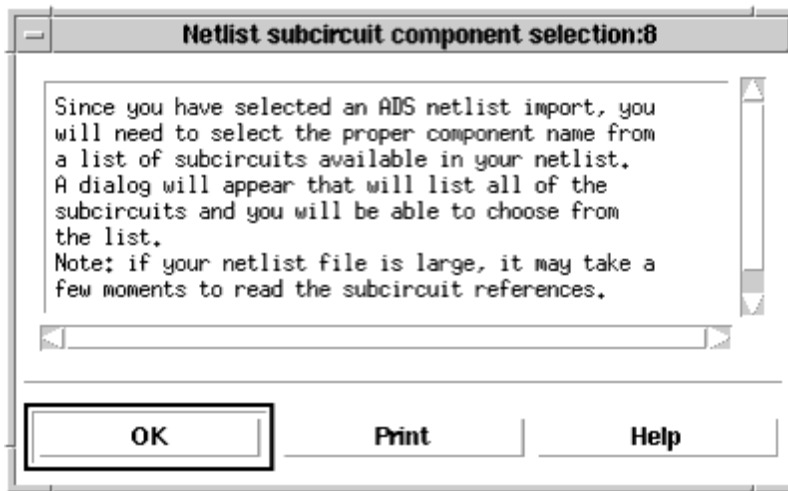 Netlist subcircuit component selection:8
Since you have selected an ADS netlist import, you
will need to select the proper component name from
a list of subcircuits available in your netlist.
A dialog will appear that will list all of the
subcircuits and you will be able to choose from
the list.
Note: if your netlist file is large, it may take a
few moments to read the subcircuit references.
OK
Print
Help